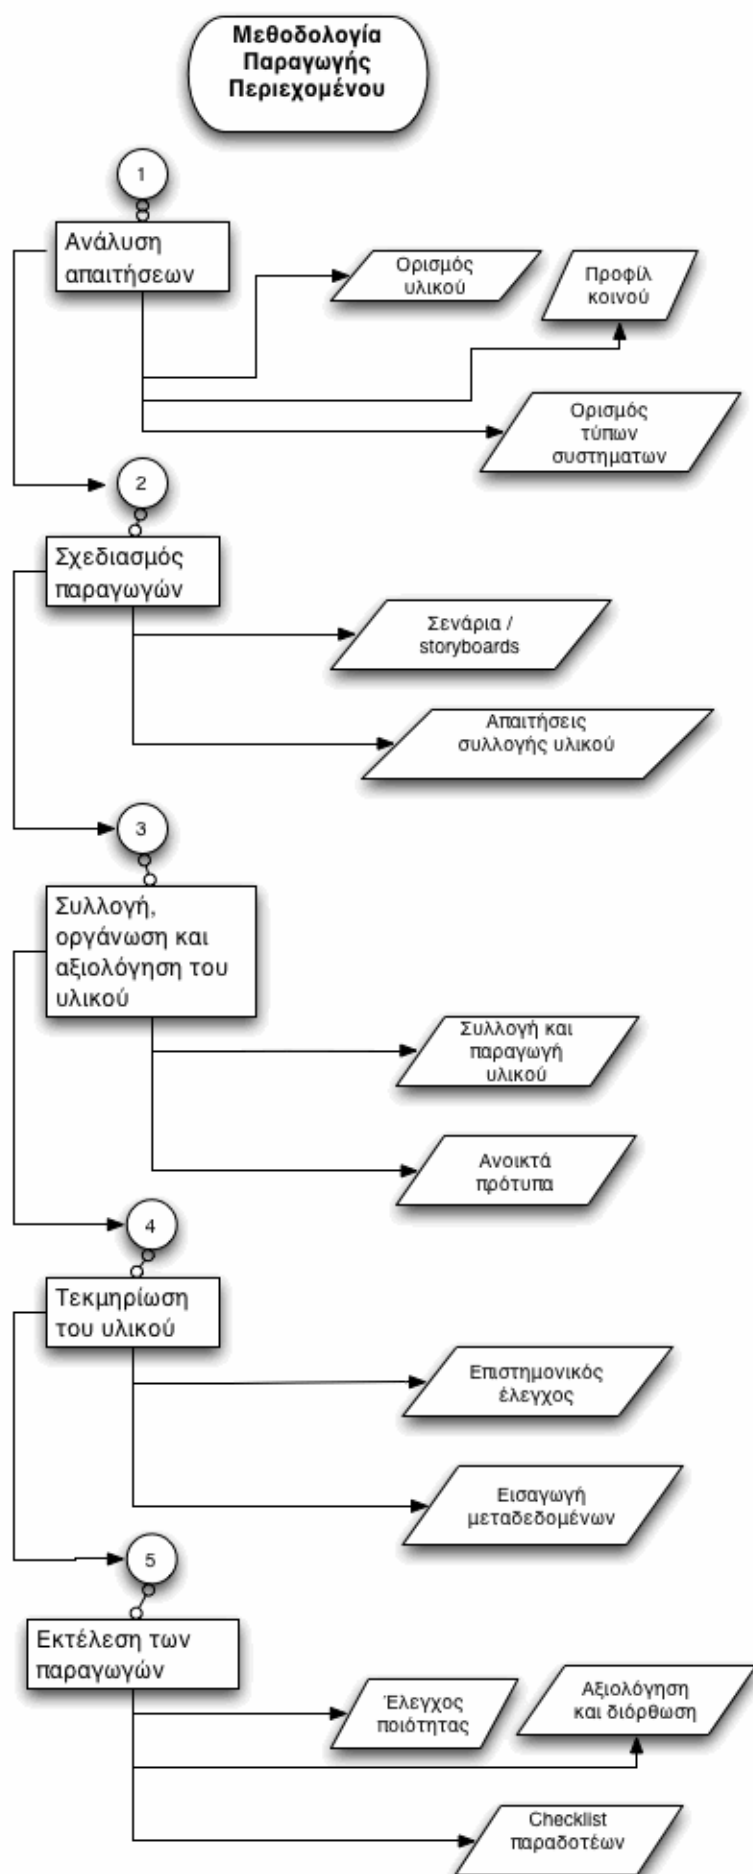 Μεθοδολογία
Παραγωγής
Περιεχομένου
1
Ανάλυση
απαιτήσεων
Ορισμός
υλικού
Προφίλ
κοινού
Ορισμός
τύπων
συστηματων
2
Σχεδιασμός
παραγωγών
Σενάρια /
storyboards
Απαιτήσεις
συλλογής υλικού
3
Συλλογή,
οργάνωση και
αξιολόγηση του
υλικού
Συλλογή και
παραγωγή
υλικού
Ανοικτά
πρότυπα
4
Τεκμηρίωση
του υλικού
Επιστημονικός
έλεγχος
Εισαγωγή
μεταδεδομένων
5
Εκτέλεση των
παραγωγών
Έλεγχος
ποιότητας
Αξιολόγηση
και διόρθωση
Checklist
παραδοτέων